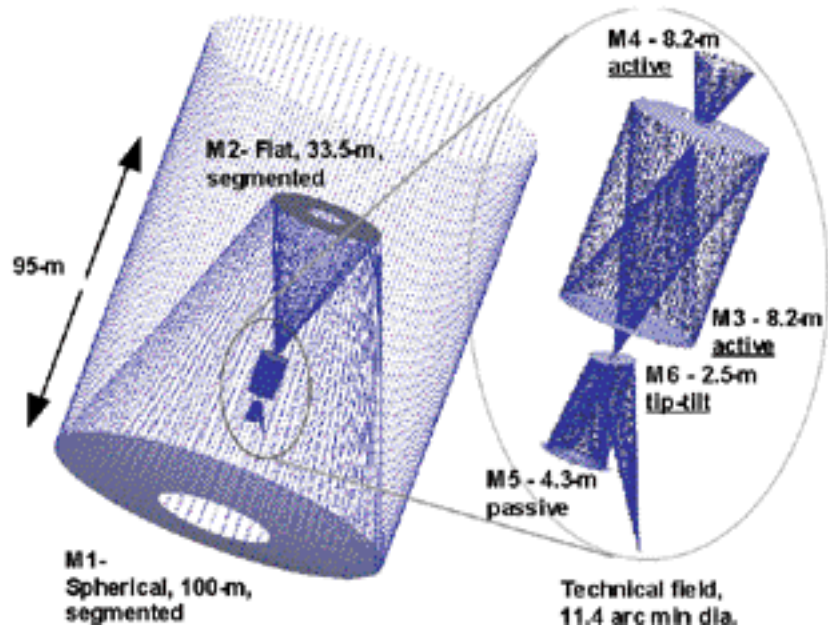 M4 - 8.2-m
active
M2- Flat, 33.5-m,
segmented
95-m
M3 - 8.2-m
active
M6 - 2.5-m
tip-tilt
M5 - 4.3-m
passive
M1-
Spherical, 100-m,
segmented
Technical field,
11.4 arc min dia.